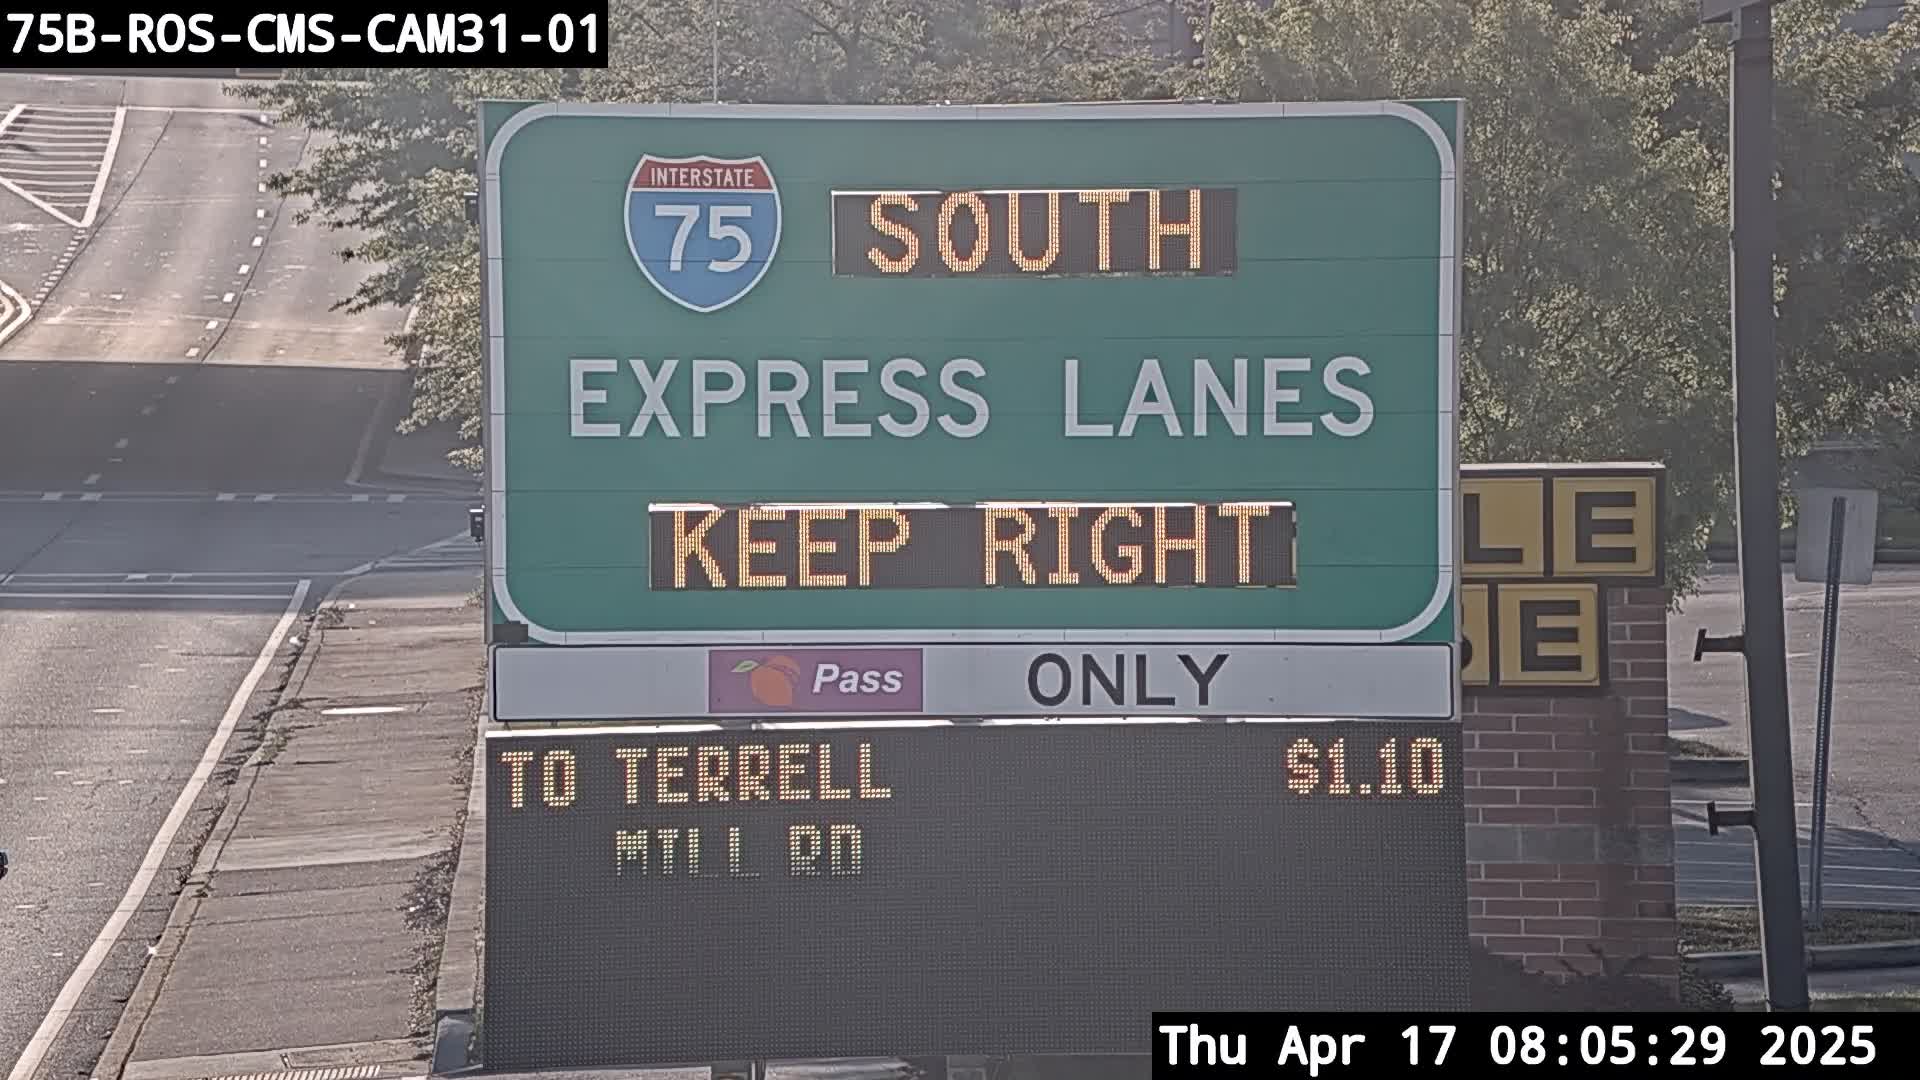 75B-ROS-CMS-CAM31-01
INTERSTATE
75
SOUTH
EXPRESS LANES
KEEP RIGHT
Pass ONLY
TO TERRELL $1.10
MILL RD
LE
E
Thu Apr 17 08:05:29 2025